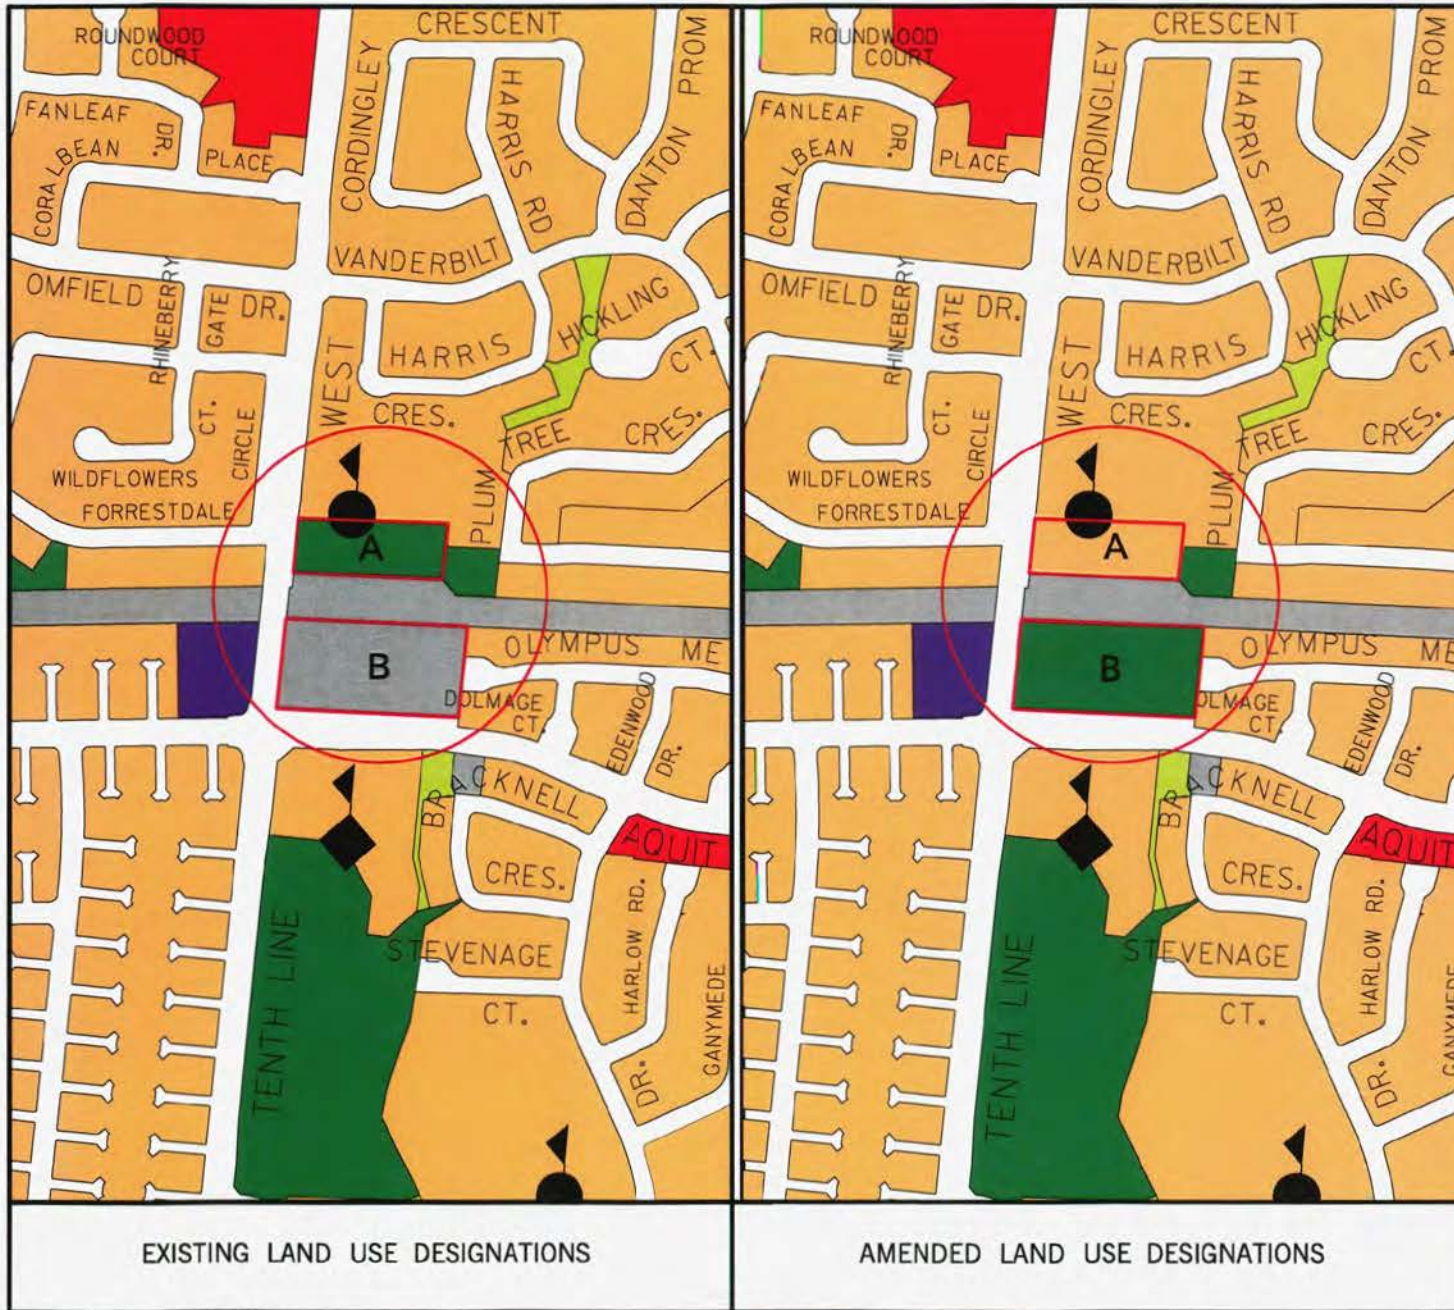 CRESCENT
ROUNDWOOD
COURT
CORDINGLEY
HARRIS RD
DANTON PROM
FANLEAF
DR.
CORALBEAN
PLACE
VANDERBILT
OMFIELD
RHINEBERRY
GATE
DR.
HICKLING
CT.
HARRIS
WEST
CRES.
CT.
CIRCLE
TREE
CRES.
PLUM
WILDFLOWERS
FORRESTDALE
A
B
OLYMPUS
ME
DOLMAGE
CT.
EDENWOOD
DR.
BRACKNELL
AQUIT
CRES.
HARLOW RD.
STEVENAGE
CT.
TENTH LINE
GANYMEDE
DR.
EXISTING LAND USE DESIGNATIONS
CRESCENT
ROUNDWOOD
COURT
CORDINGLEY
HARRIS RD
DANTON PROM
FANLEAF
DR.
CORALBEAN
PLACE
VANDERBILT
OMFIELD
RHINEBERRY
GATE
DR.
HICKLING
CT.
HARRIS
WEST
CRES.
CT.
CIRCLE
TREE
CRES.
PLUM
WILDFLOWERS
FORRESTDALE
A
B
OLYMPUS
ME
OLMAGE
CT.
EDENWOOD
DR.
BRACKNELL
AQUIT
CRES.
HARLOW RD.
STEVENAGE
CT.
TENTH LINE
GANYMEDE
DR.
AMENDED LAND USE DESIGNATIONS